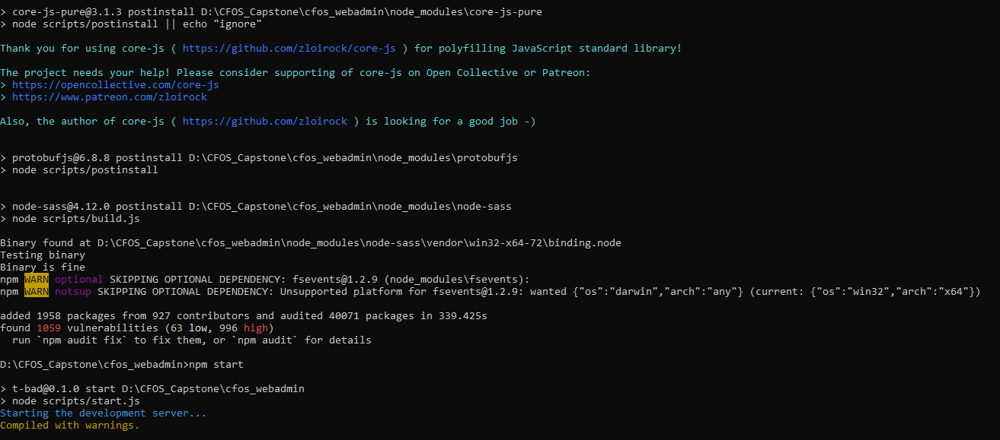 > core-js-pure@3.1.3 postinstall D:\CFOS_Capstone\cfos_webadmin\node_modules\core-js-pure
> node scripts/postinstall || echo "ignore"
Thank you for using core-js ( https://github.com/zloirock/core-js ) for polyfilling JavaScript standard library!
The project needs your help! Please consider supporting of core-js on Open Collective or Patreon:
> https://opencollective.com/core-js
> https://www.patreon.com/zloirock
Also, the author of core-js ( https://github.com/zloirock ) is looking for a good job -)
> protobufjs@6.8.8 postinstall D:\CFOS_Capstone\cfos_webadmin\node_modules\protobufjs
> node scripts/postinstall
> node-sass@4.12.0 postinstall D:\CFOS_Capstone\cfos_webadmin\node_modules\node-sass
> node scripts/build.js
Binary found at D:\CFOS_Capstone\cfos_webadmin\node_modules\node-sass\vendor\win32-x64-72\binding.node
Testing binary
Binary is fine
npm WARN optional SKIPPING OPTIONAL DEPENDENCY: fsevents@1.2.9 (node_modules\fsevents):
npm WARN notsup SKIPPING OPTIONAL DEPENDENCY: Unsupported platform for fsevents@1.2.9: wanted {"os":"darwin","arch":"any"} (current: {"os":"win32","arch":"x64"})
added 1958 packages from 927 contributors and audited 40071 packages in 339.425s
found 1059 vulnerabilities (63 low, 996 high)
  run `npm audit fix` to fix them, or `npm audit` for details
D:\CFOS_Capstone\cfos_webadmin>npm start
> t-bad@0.1.0 start D:\CFOS_Capstone\cfos_webadmin
> node scripts/start.js
Starting the development server...
Compiled with warnings.